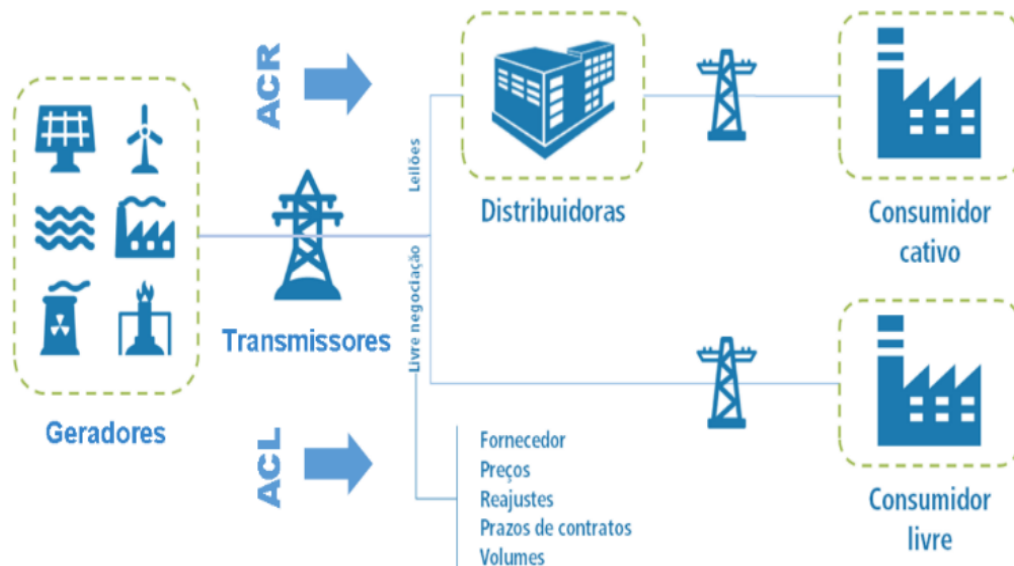 ACR
Leilões
Distribuidoras
Consumidor
cativo
Geradores
Transmissores
Livre negociação
ACL
Fornecedor
Preços
Reajustes
Prazos de contratos
Volumes
Consumidor
livre